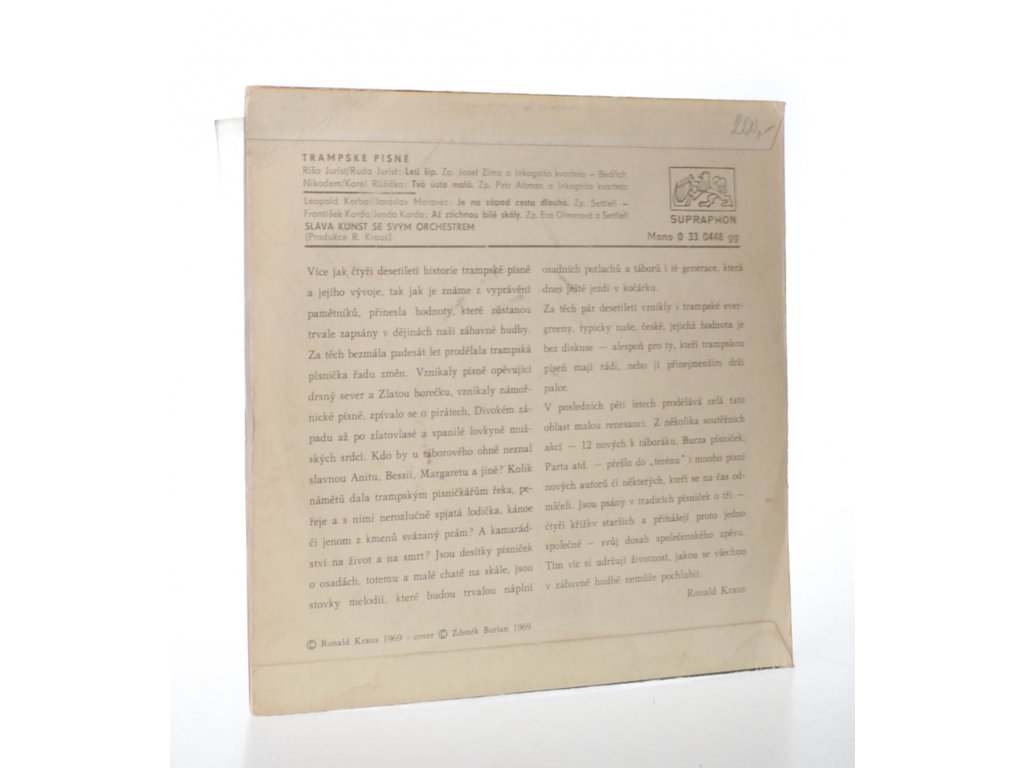 200,-
TRAMPSKÉ PÍSNĚ
Ríša Jurist/Ruda Jurist: Letí šíp. Zp. Josef Zíma a Inkognito kvarteto – Bedřich
Nikodem/Karel Růžička: Tvá ústa malá. Zp. Petr Altman a Inkognito kvarteto
Leopold Korbař/Jaroslav Moravec: Je na západ cesta dlouhá. Zp. Settleři –
František Korda/Jenda Korda: Až ztichnou bílé skály. Zp. Eva Olmerová a Settleři
SLÁVA KUNST SE SVÝM ORCHESTREM
(Produkce R. Kraus)
SUPRAPHON
Mono 0 33 0448 gg
Více jak čtyři desetiletí historie trampské písně
a jejího vývoje, tak jak je známe z vyprávění
pamětníků, přinesla hodnoty, které zůstanou
trvale zapsány v dějinách naší zábavné hudby.
Za těch bezmála padesát let prodělala trampská
písnička řadu změn. Vznikaly písně opěvující
drsný sever a Zlatou horečku, vznikaly námoř-
nické písně, zpívalo se o pirátech, Divokém zá-
padu až po zlatovlasé a spanilé lovkyně muž-
ských srdcí. Kdo by u táborového ohně neznal
slavnou Anitu, Bessii, Margaretu a jiné? Kolik
námětů dala trampským písničkářům řeka, pe-
řeje a s nimi nerozlučně spjatá lodička, kánoe
či jenom z kmenů svázaný prám? A kamarád-
ství na život a na smrt? Jsou desítky písniček
o osadách, totemu a malé chatě na skále, jsou
stovky melodií, které budou trvalou náplní
osadních potlachů a táborů i té generace, která
dnes ještě jezdí v kočárku.
Za těch pár desetiletí vznikly i trampské ever-
greeny, typicky naše, české, jejichž hodnota je
bez diskuse – alespoň pro ty, kteří trampskou
píseň mají rádi, nebo jí přinejmenším drží
palce.
V posledních pěti letech prodělává celá tato
oblast malou renesanci. Z několika soutěžních
akcí – 12 nových k táboráku, Burza písniček,
Parta atd. – přešlo do „terénu" i mnoho písní
nových autorů či některých, kteří se na čas od-
mlčeli. Jsou psány v tradicích písniček o tři –
čtyři křížky starších a přinášejí proto jedno
společné – svůj dosah společenského zpěvu.
Tím víc si udržují životnost, jakou se všechno
v zábavné hudbě nemůže pochlubit.
Ronald Kraus
© Ronald Kraus 1969 - cover © Zdeněk Burian 1969